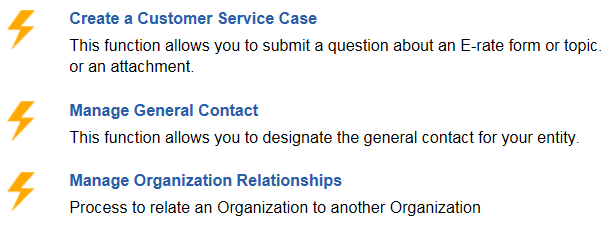 Create a Customer Service Case
This function allows you to submit a question about an E-rate form or topic.
or an attachment.
Manage General Contact
This function allows you to designate the general contact for your entity.
Manage Organization Relationships
Process to relate an Organization to another Organization